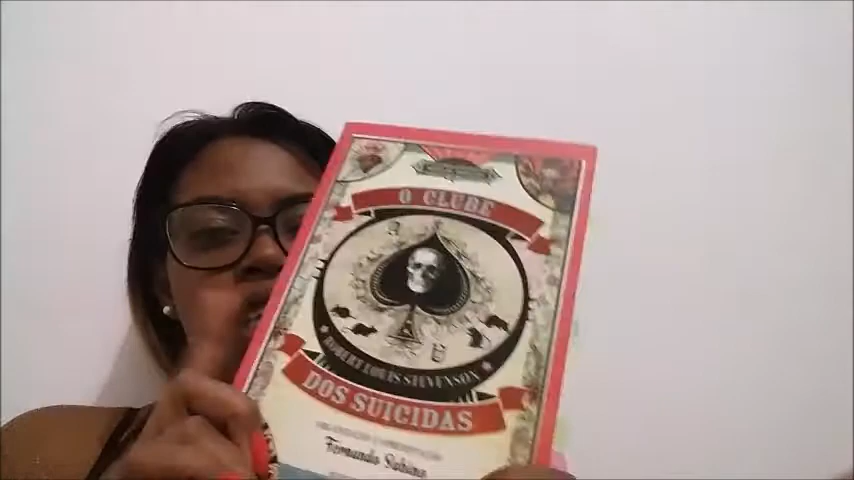 O CLUBE
ROBERT LOUIS STEVENSON
DOS SUICIDAS
Fernando Sabino